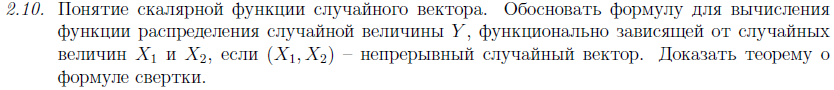 2.10. Понятие скалярной функции случайного вектора. Обосновать формулу для вычисления
функции распределения случайной величины Y, функционально зависящей от случайных
величин X₁ и X₂, если (X₁, X₂) – непрерывный случайный вектор. Доказать теорему о
формуле свертки.